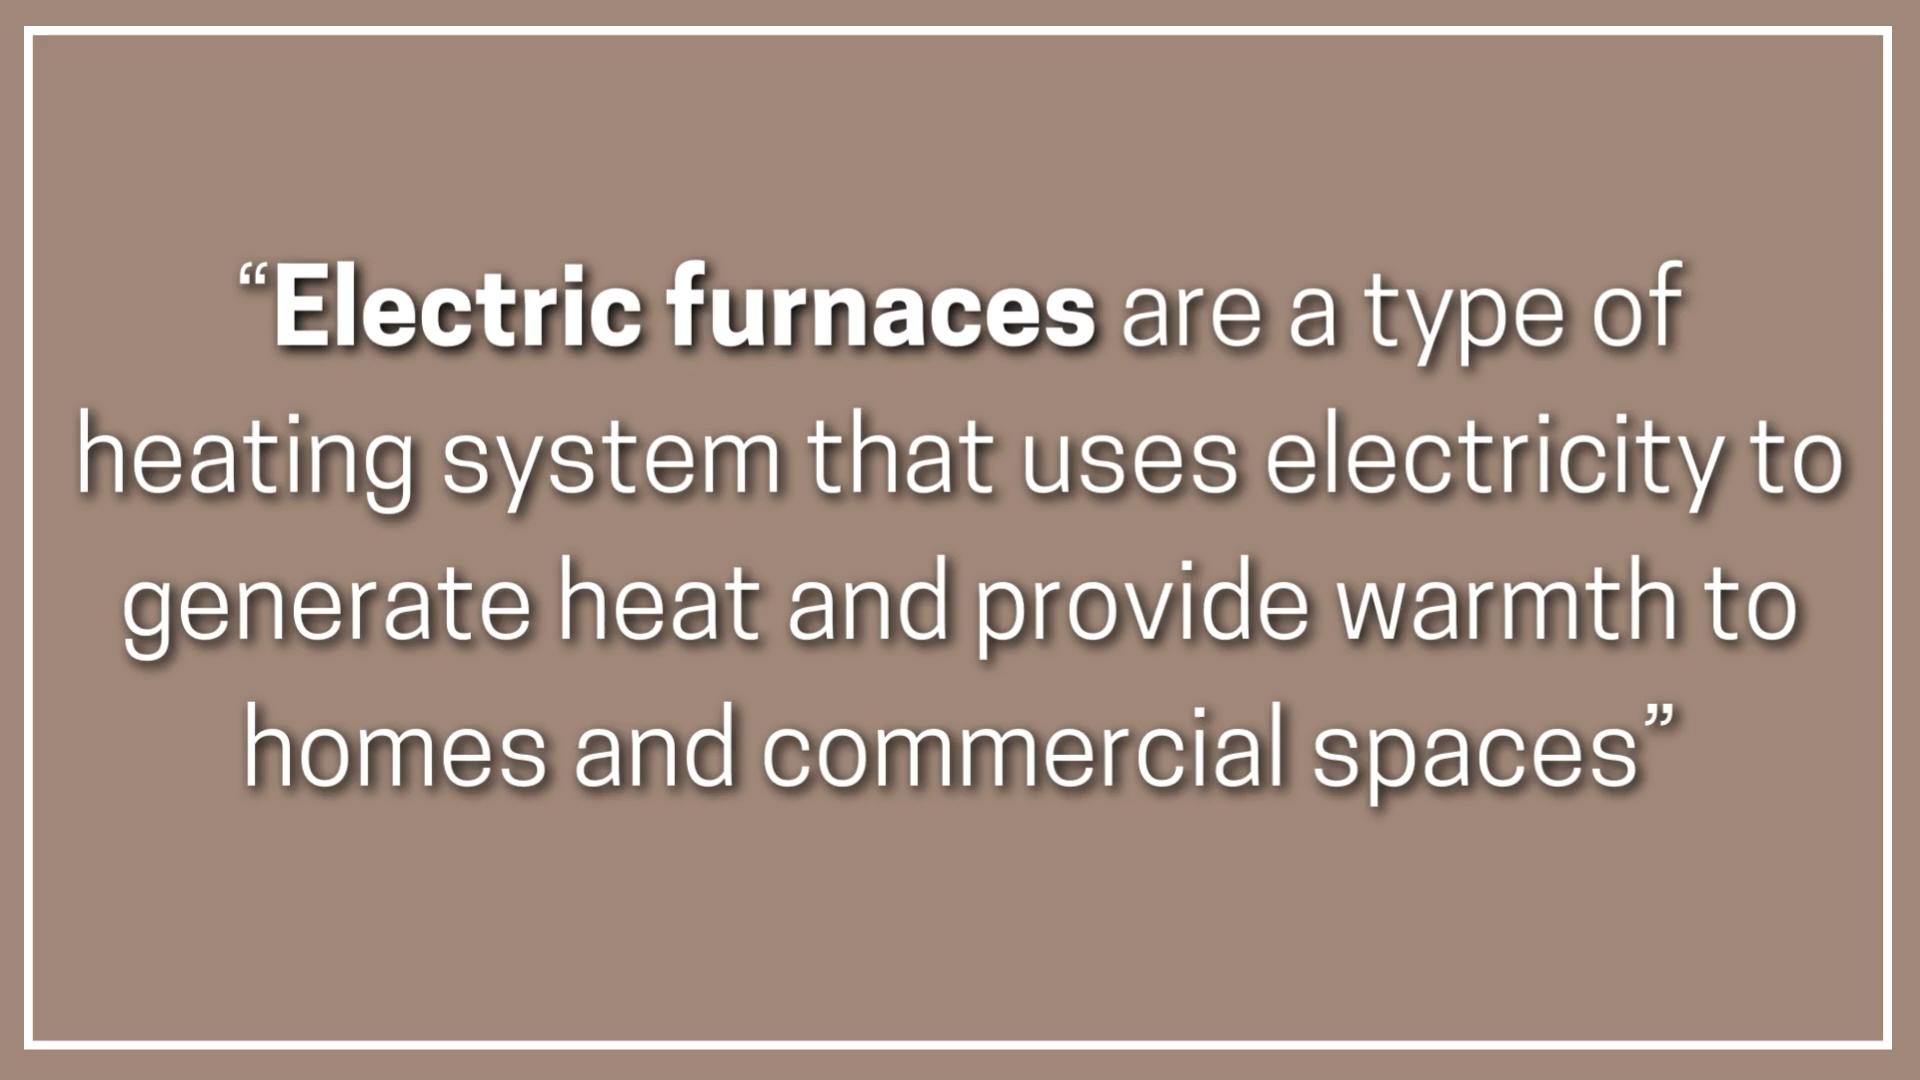 “Electric furnaces are a type of
heating system that uses electricity to
generate heat and provide warmth to
homes and commercial spaces”